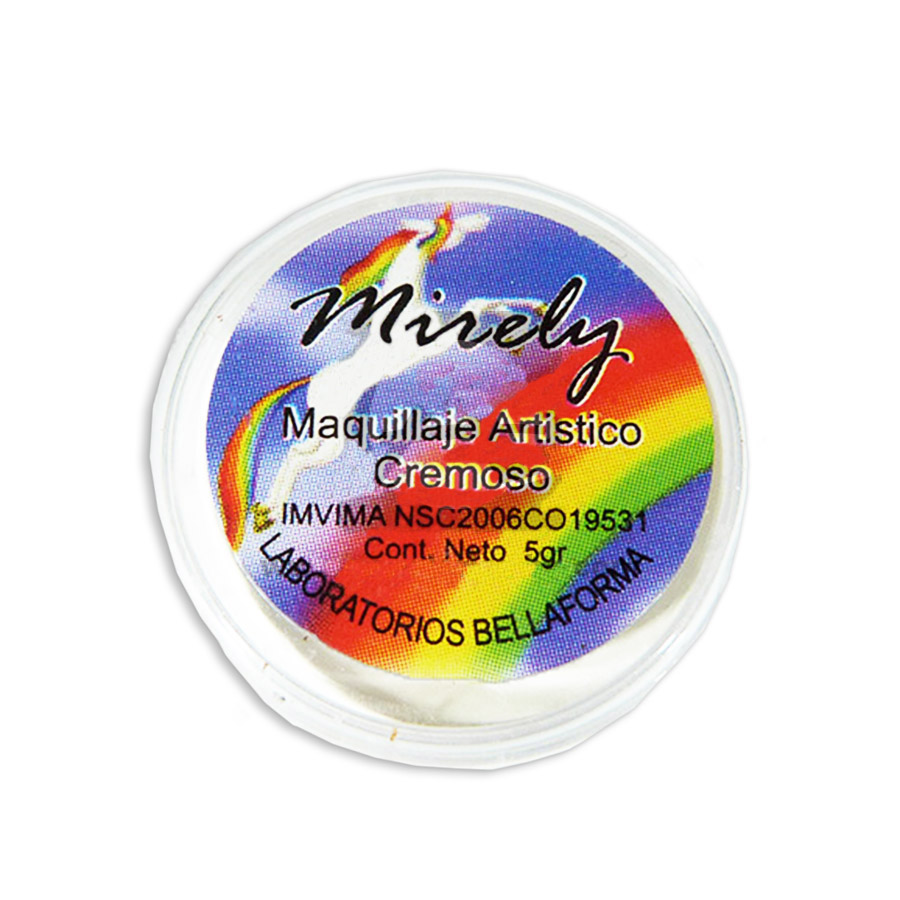 Mirely
Maquillaje Artistico
Cremoso
IMVIMA NSC2006CO19531
Cont. Neto 5gr
LABORATORIOS BELLAFORMA